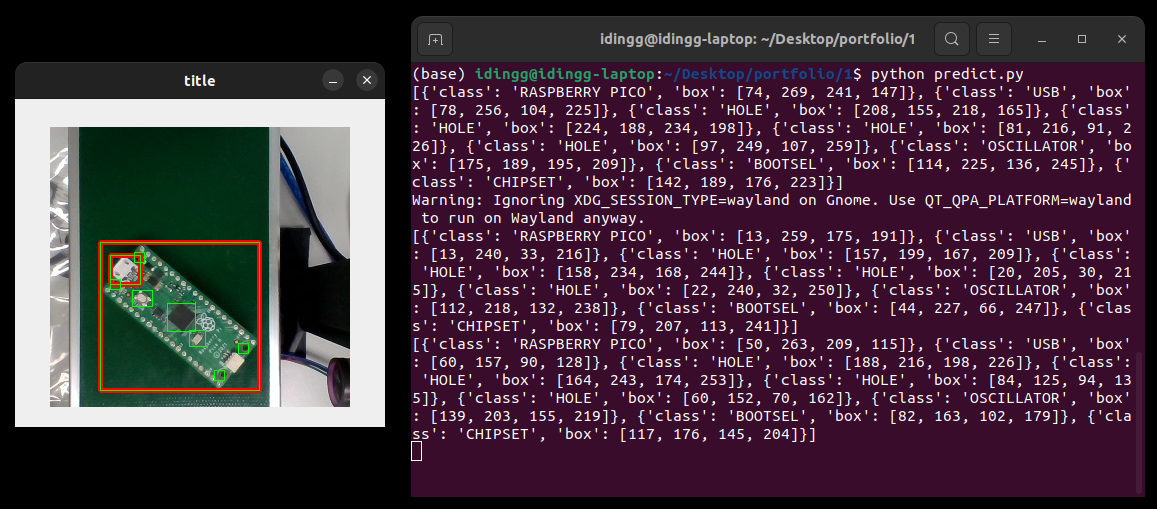 title
idingg@idingg-laptop: ~/Desktop/portfolio/1
(base) idingg@idingg-laptop:~/Desktop/portfolio/1$ python predict.py
[{'class': 'RASPBERRY PICO', 'box': [74, 269, 241, 147]}, {'class': 'USB', 'box'
: [78, 256, 104, 225]}, {'class': 'HOLE', 'box': [208, 155, 218, 165]}, {'class'
: 'HOLE', 'box': [224, 188, 234, 198]}, {'class': 'HOLE', 'box': [81, 216, 91, 2
26]}, {'class': 'HOLE', 'box': [97, 249, 107, 259]}, {'class': 'OSCILLATOR', 'bo
x': [175, 189, 195, 209]}, {'class': 'BOOTSEL', 'box': [114, 225, 136, 245]}, {'
class': 'CHIPSET', 'box': [142, 189, 176, 223]}]
Warning: Ignoring XDG_SESSION_TYPE=wayland on Gnome. Use QT_QPA_PLATFORM=wayland
 to run on Wayland anyway.
[{'class': 'RASPBERRY PICO', 'box': [13, 259, 175, 191]}, {'class': 'USB', 'box'
: [13, 240, 33, 216]}, {'class': 'HOLE', 'box': [157, 199, 167, 209]}, {'class':
 'HOLE', 'box': [158, 234, 168, 244]}, {'class': 'HOLE', 'box': [20, 205, 30, 21
5]}, {'class': 'HOLE', 'box': [22, 240, 32, 250]}, {'class': 'OSCILLATOR', 'box'
: [112, 218, 132, 238]}, {'class': 'BOOTSEL', 'box': [44, 227, 66, 247]}, {'clas
s': 'CHIPSET', 'box': [79, 207, 113, 241]}]
[{'class': 'RASPBERRY PICO', 'box': [50, 263, 209, 115]}, {'class': 'USB', 'box'
: [60, 157, 90, 128]}, {'class': 'HOLE', 'box': [188, 216, 198, 226]}, {'class':
 'HOLE', 'box': [164, 243, 174, 253]}, {'class': 'HOLE', 'box': [84, 125, 94, 13
5]}, {'class': 'HOLE', 'box': [60, 152, 70, 162]}, {'class': 'OSCILLATOR', 'box'
: [139, 203, 155, 219]}, {'class': 'BOOTSEL', 'box': [82, 163, 102, 179]}, {'cla
ss': 'CHIPSET', 'box': [117, 176, 145, 204]}]